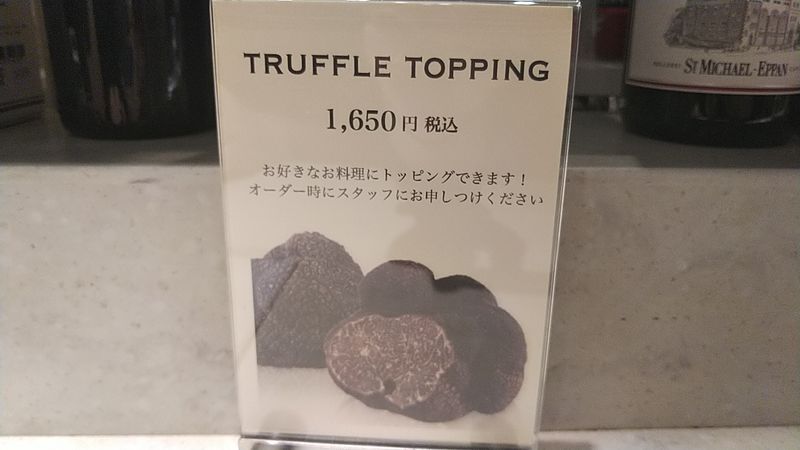 TRUFFLE TOPPING
1,650円 税込
お好きなお料理にトッピングできます！
オーダー時にスタッフにお申しつけください
ST MICHAEL-EPPAN